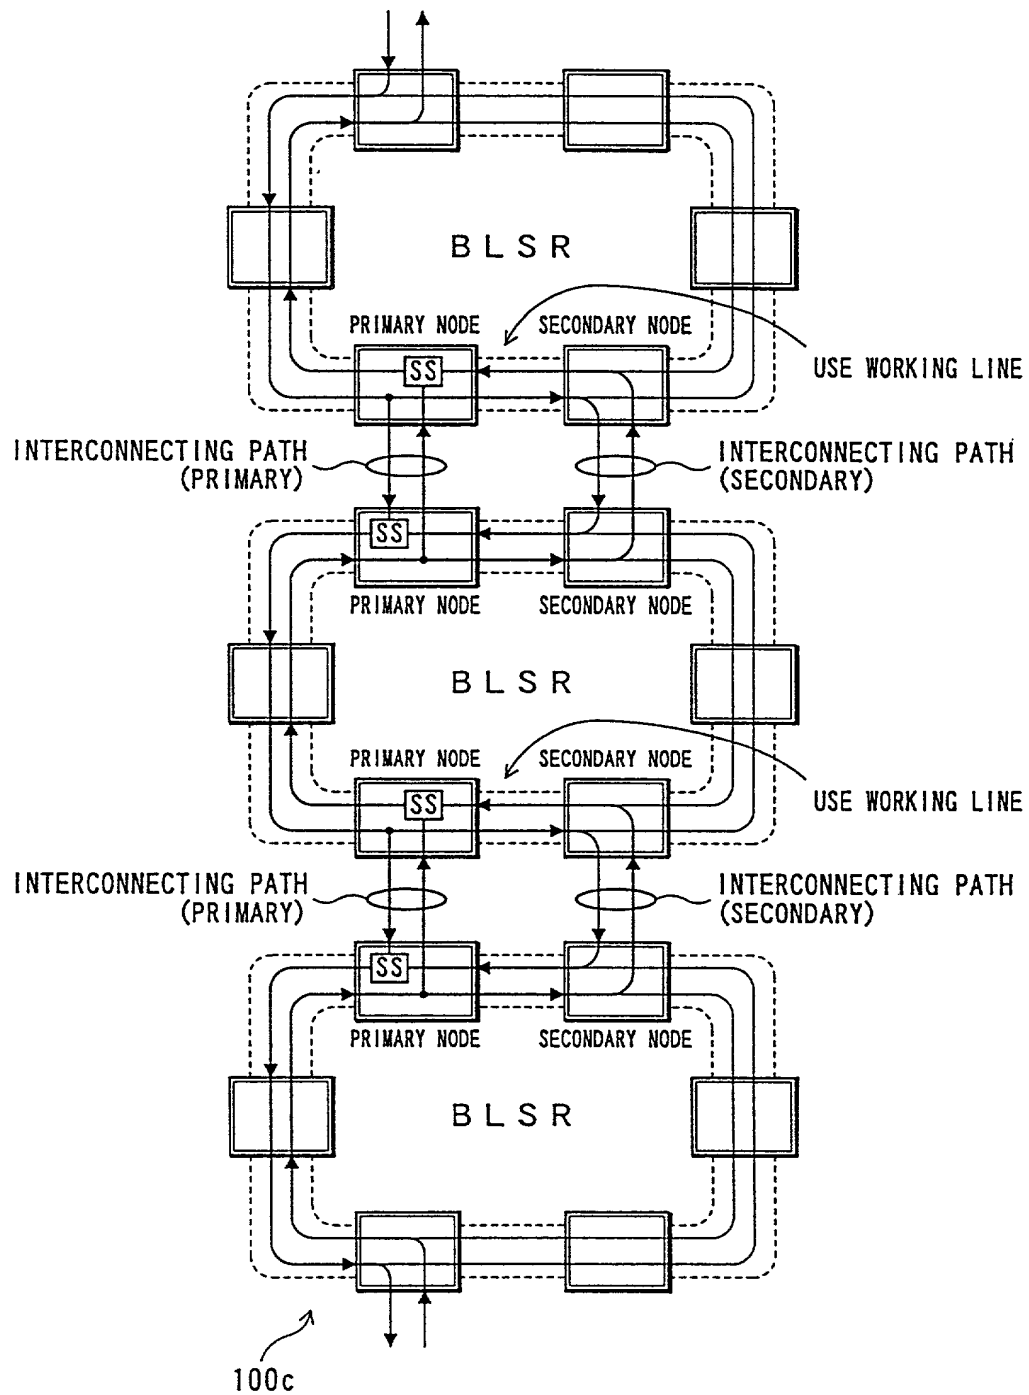 BLSR
PRIMARY NODE
SECONDARY NODE
SS
USE WORKING LINE
INTERCONNECTING PATH
(PRIMARY)
INTERCONNECTING PATH
(SECONDARY)
SS
PRIMARY NODE
SECONDARY NODE
BLSR
PRIMARY NODE
SECONDARY NODE
SS
USE WORKING LINE
INTERCONNECTING PATH
(PRIMARY)
INTERCONNECTING PATH
(SECONDARY)
SS
PRIMARY NODE
SECONDARY NODE
BLSR
100c